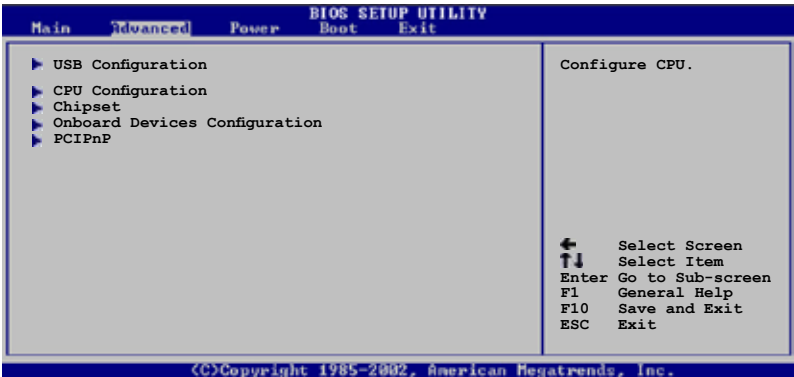 BIOS SETUP UTILITY
Main Advanced Power Boot Exit
USB Configuration
CPU Configuration
Chipset
Onboard Devices Configuration
PCIPnP
Configure CPU.
Select Screen
Select Item
Enter Go to Sub-screen
F1 General Help
F10 Save and Exit
ESC Exit
(C)Copyright 1985-2002, American Megatrends, Inc.